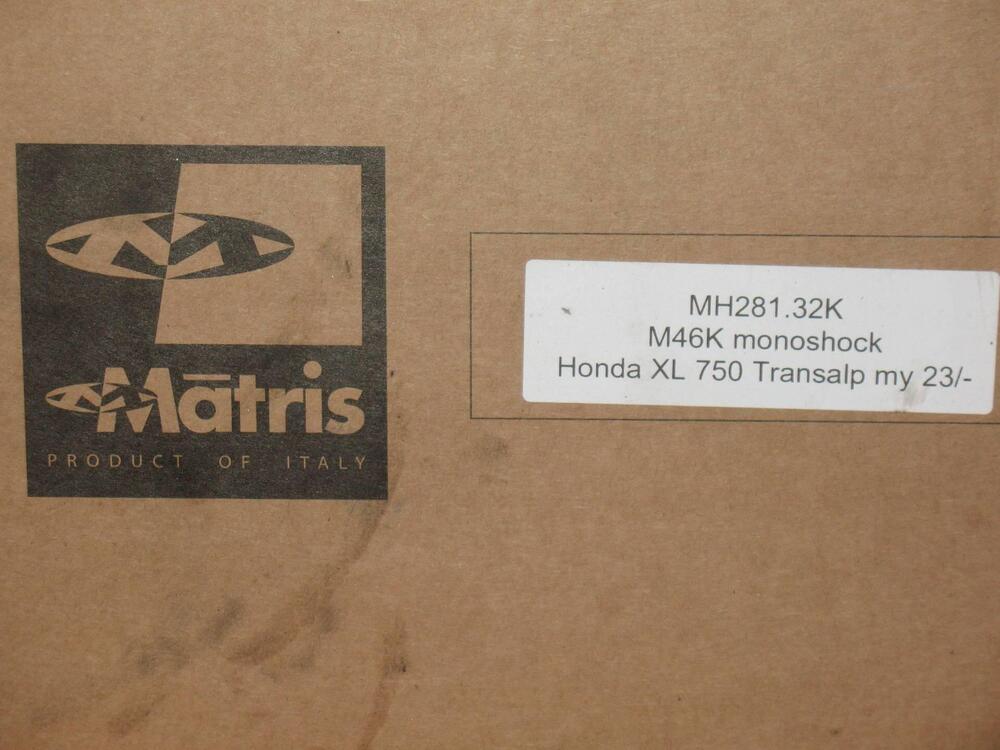 Mātris
PRODUCT OF ITALY
MH281.32K
M46K monoshock
Honda XL 750 Transalp my 23/-